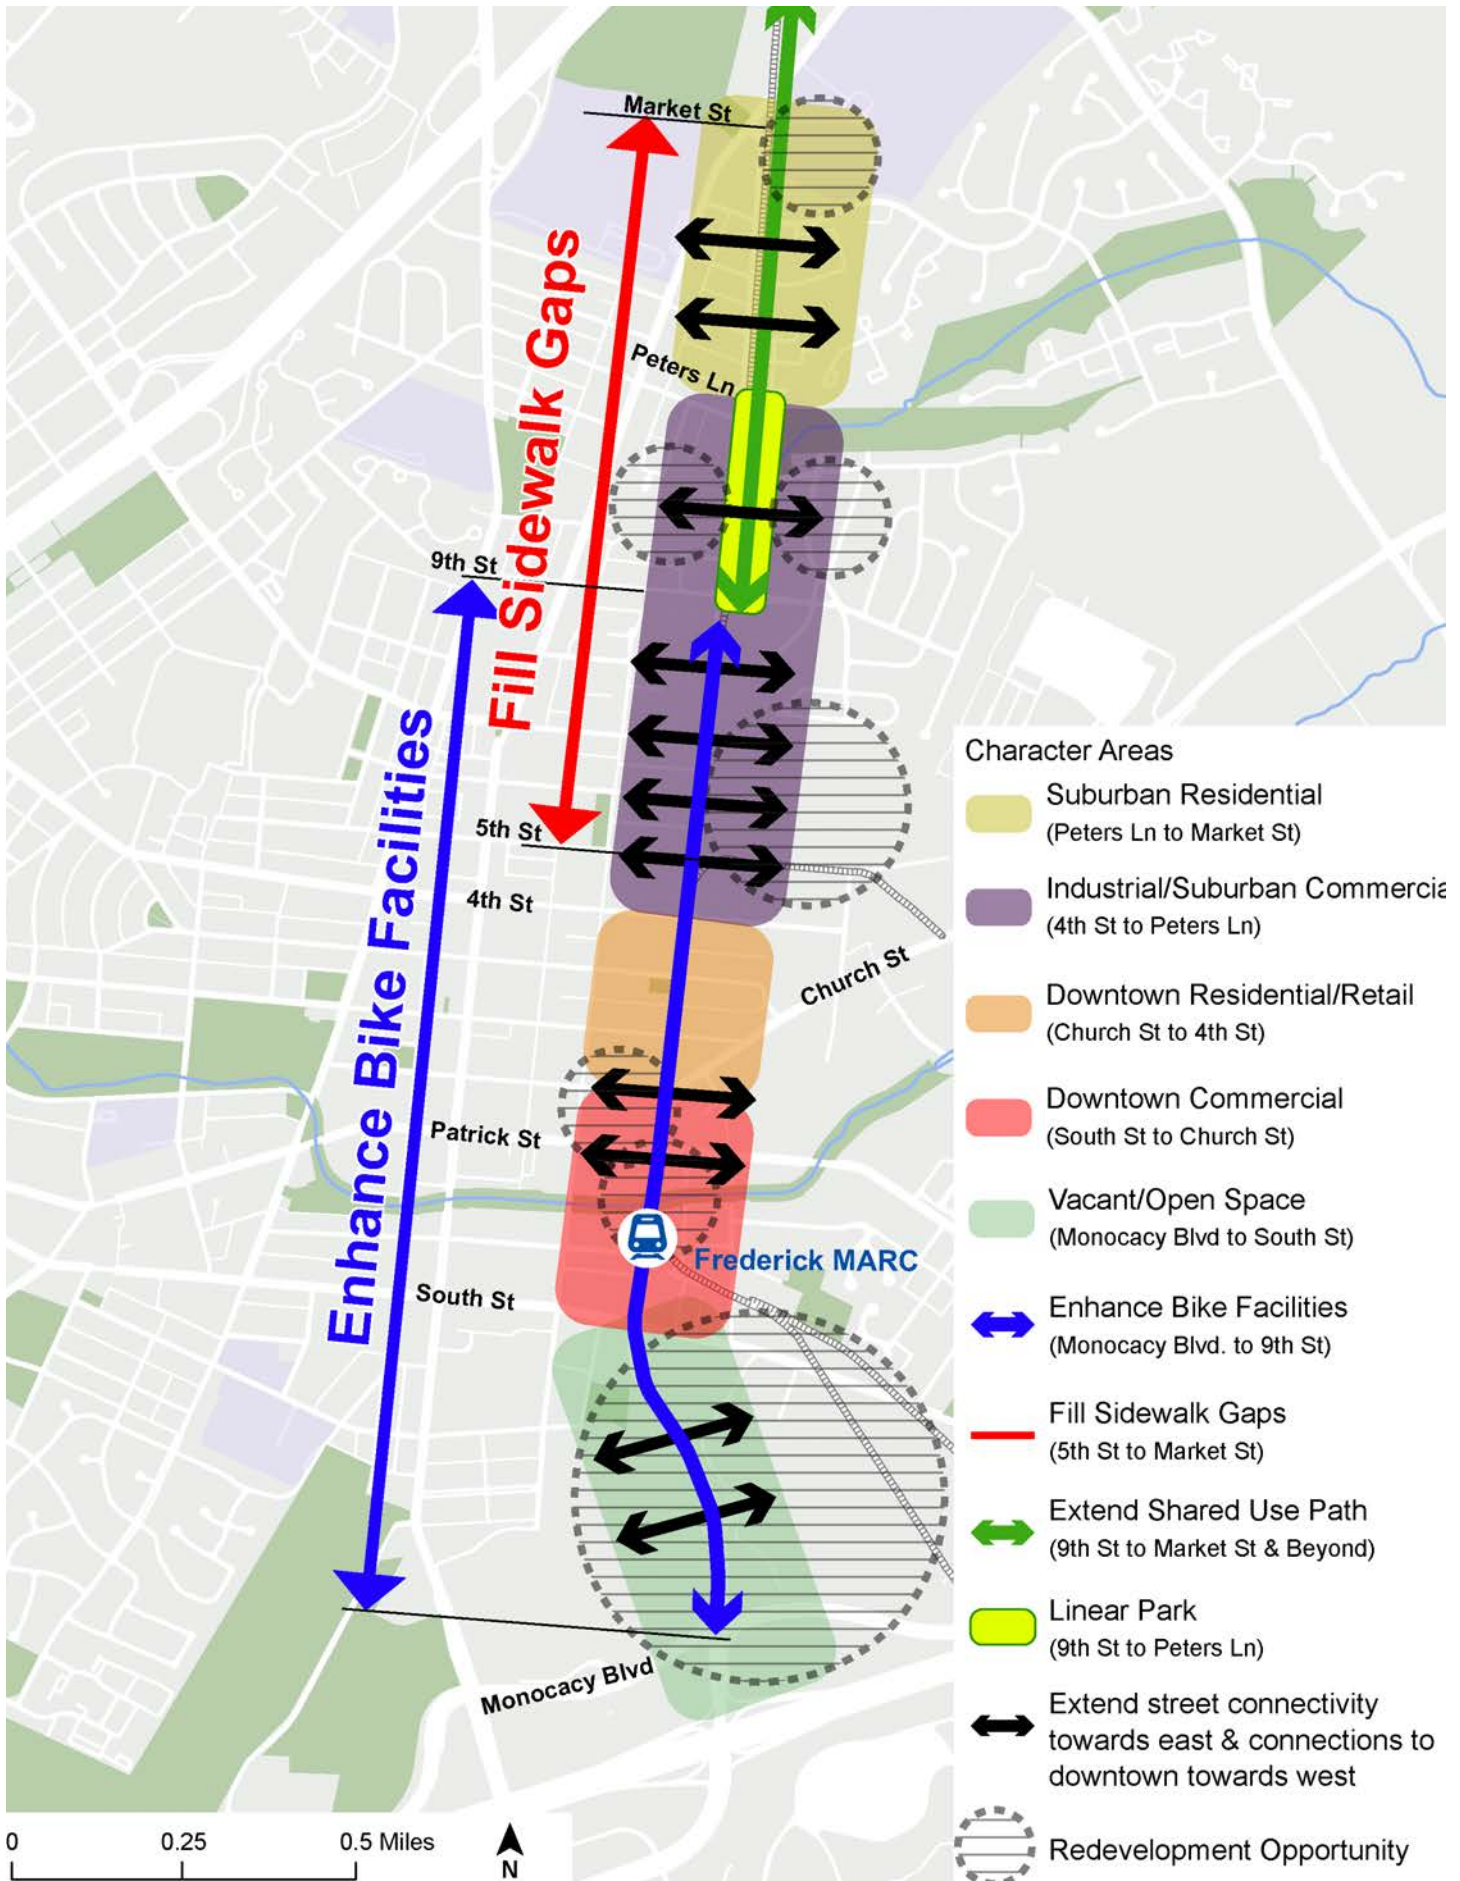 Market St
Fill Sidewalk Gaps
Peters Ln
9th St
Enhance Bike Facilities
5th St
4th St
Church St
Patrick St
Frederick MARC
South St
Monocacy Blvd
0 0.25 0.5 Miles
N
Character Areas
Suburban Residential
(Peters Ln to Market St)
Industrial/Suburban Commercia
(4th St to Peters Ln)
Downtown Residential/Retail
(Church St to 4th St)
Downtown Commercial
(South St to Church St)
Vacant/Open Space
(Monocacy Blvd to South St)
Enhance Bike Facilities
(Monocacy Blvd. to 9th St)
Fill Sidewalk Gaps
(5th St to Market St)
Extend Shared Use Path
(9th St to Market St & Beyond)
Linear Park
(9th St to Peters Ln)
Extend street connectivity
towards east & connections to
downtown towards west
Redevelopment Opportunity